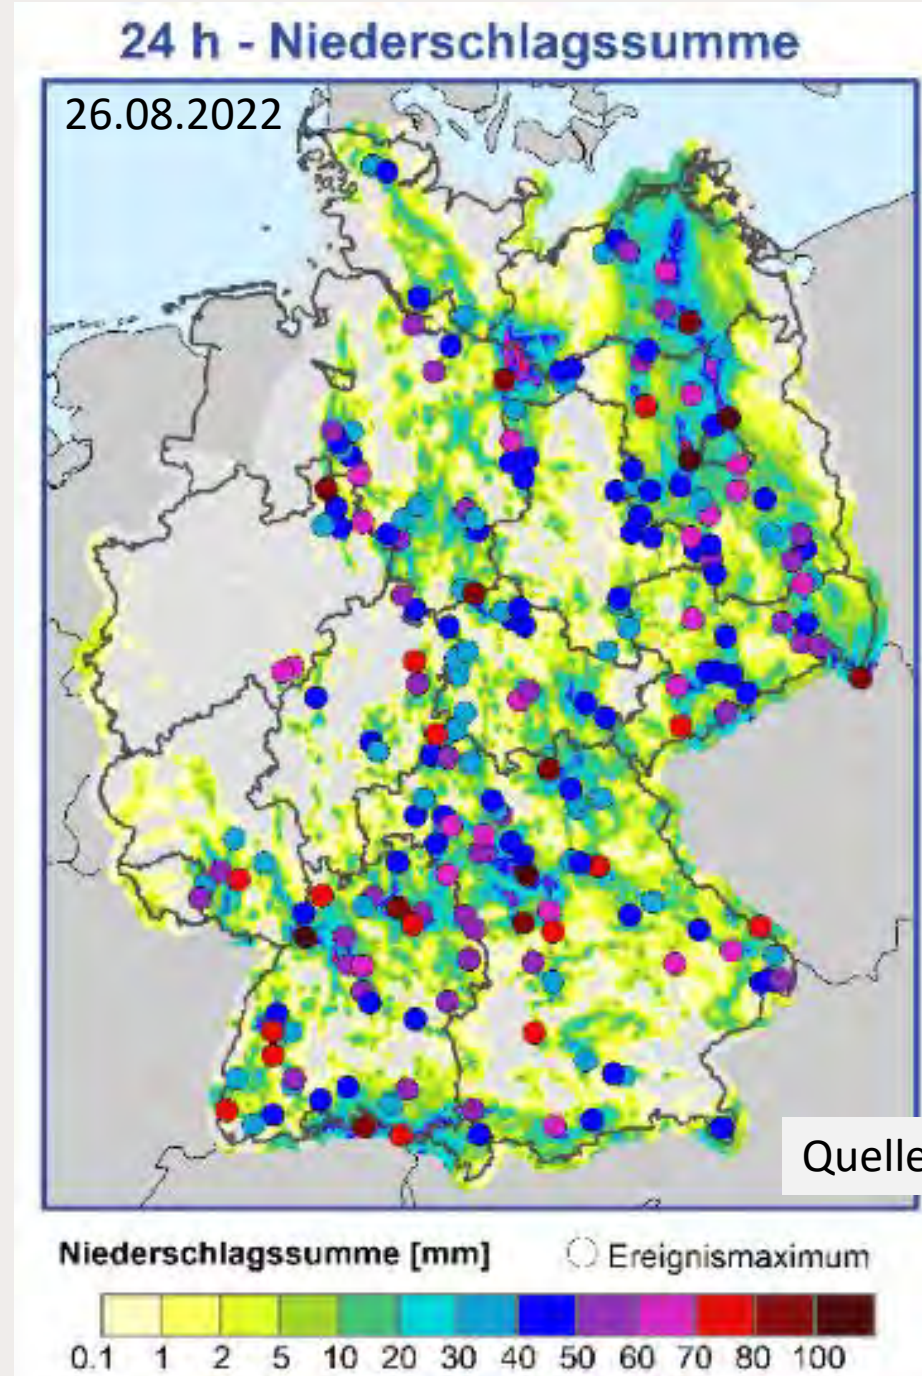 24 h - Niederschlagssumme
26.08.2022
Quelle
Niederschlagssumme [mm]
Ereignismaximum
0.1 1 2 5 10 20 30 40 50 60 70 80 100